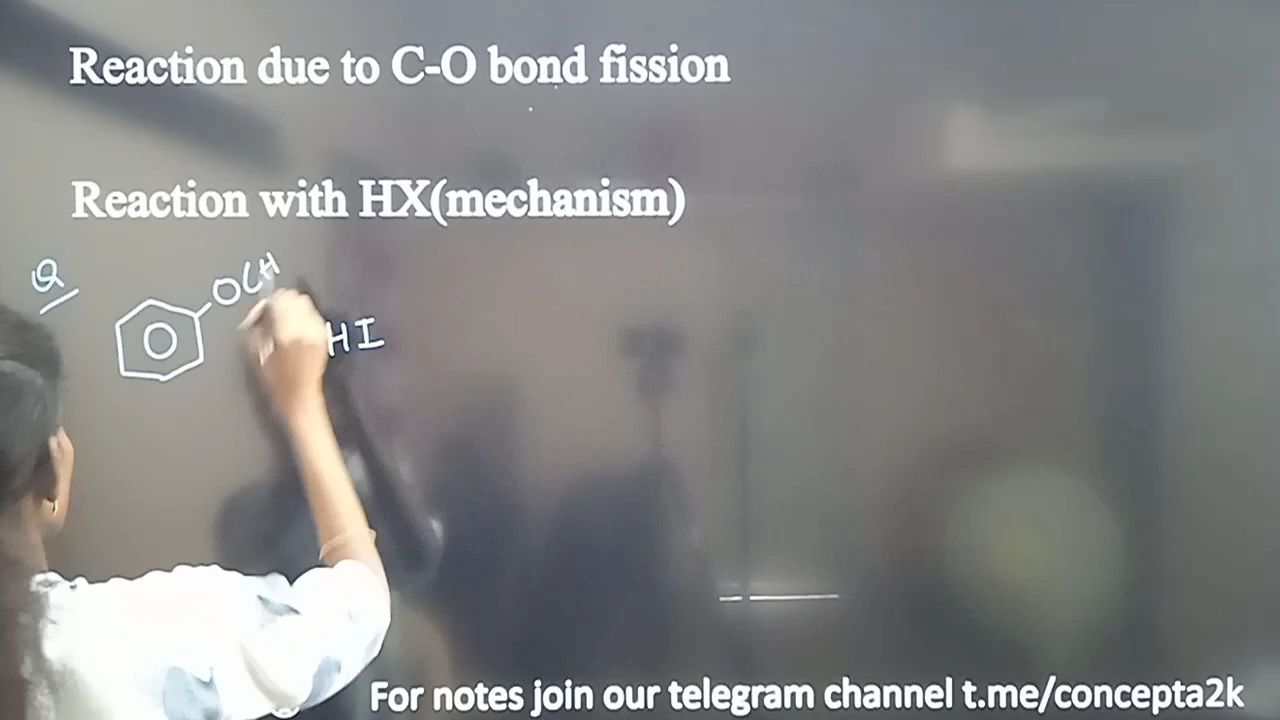 Reaction due to C-O bond fission
Reaction with HX(mechanism)
Q
OCH
HI
For notes join our telegram channel t.me/concepta2k